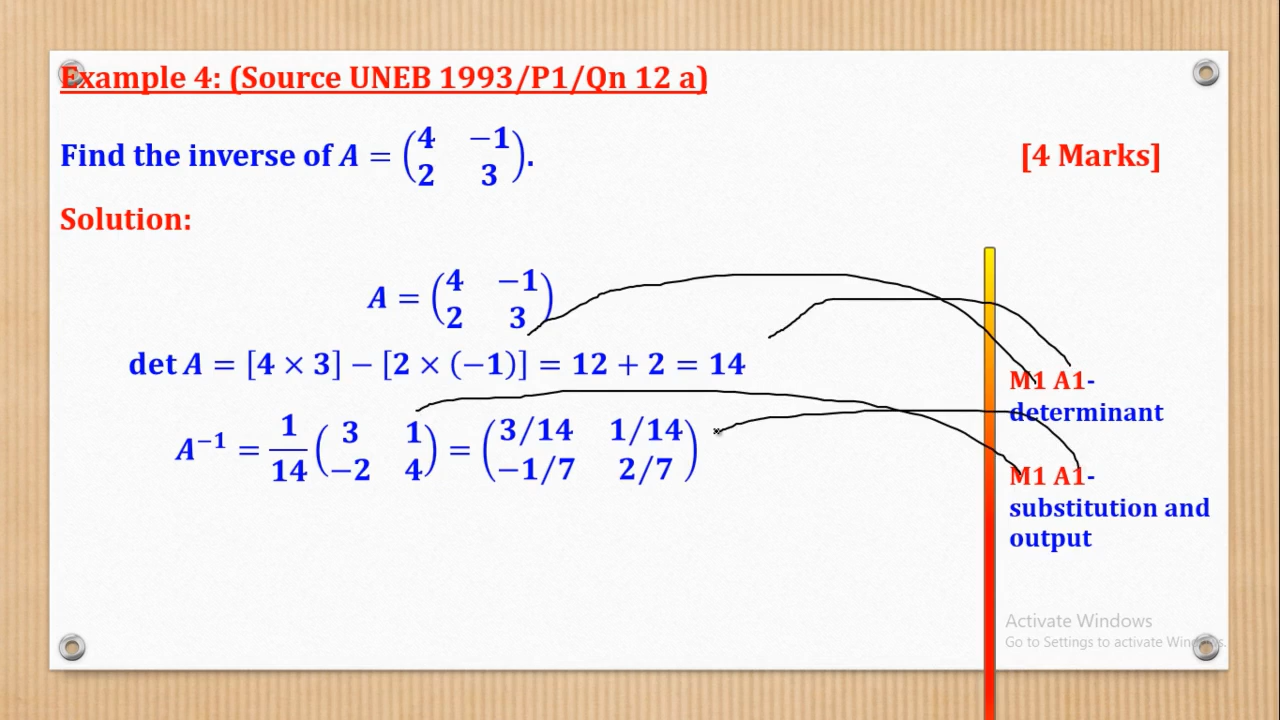 Example 4: (Source UNEB 1993/P1/Qn 12 a)
Find the inverse of A = (4 −1
2 3). [4 Marks]
Solution:
A = (4 −1
2 3)
det A = [4 × 3] − [2 × (−1)] = 12 + 2 = 14
A⁻¹ = 1/14 (3 1
−2 4) = (3/14 1/14
−1/7 2/7)
M1 A1-
determinant
M1 A1-
substitution and
output
Activate Windows
Go to Settings to activate Windows.